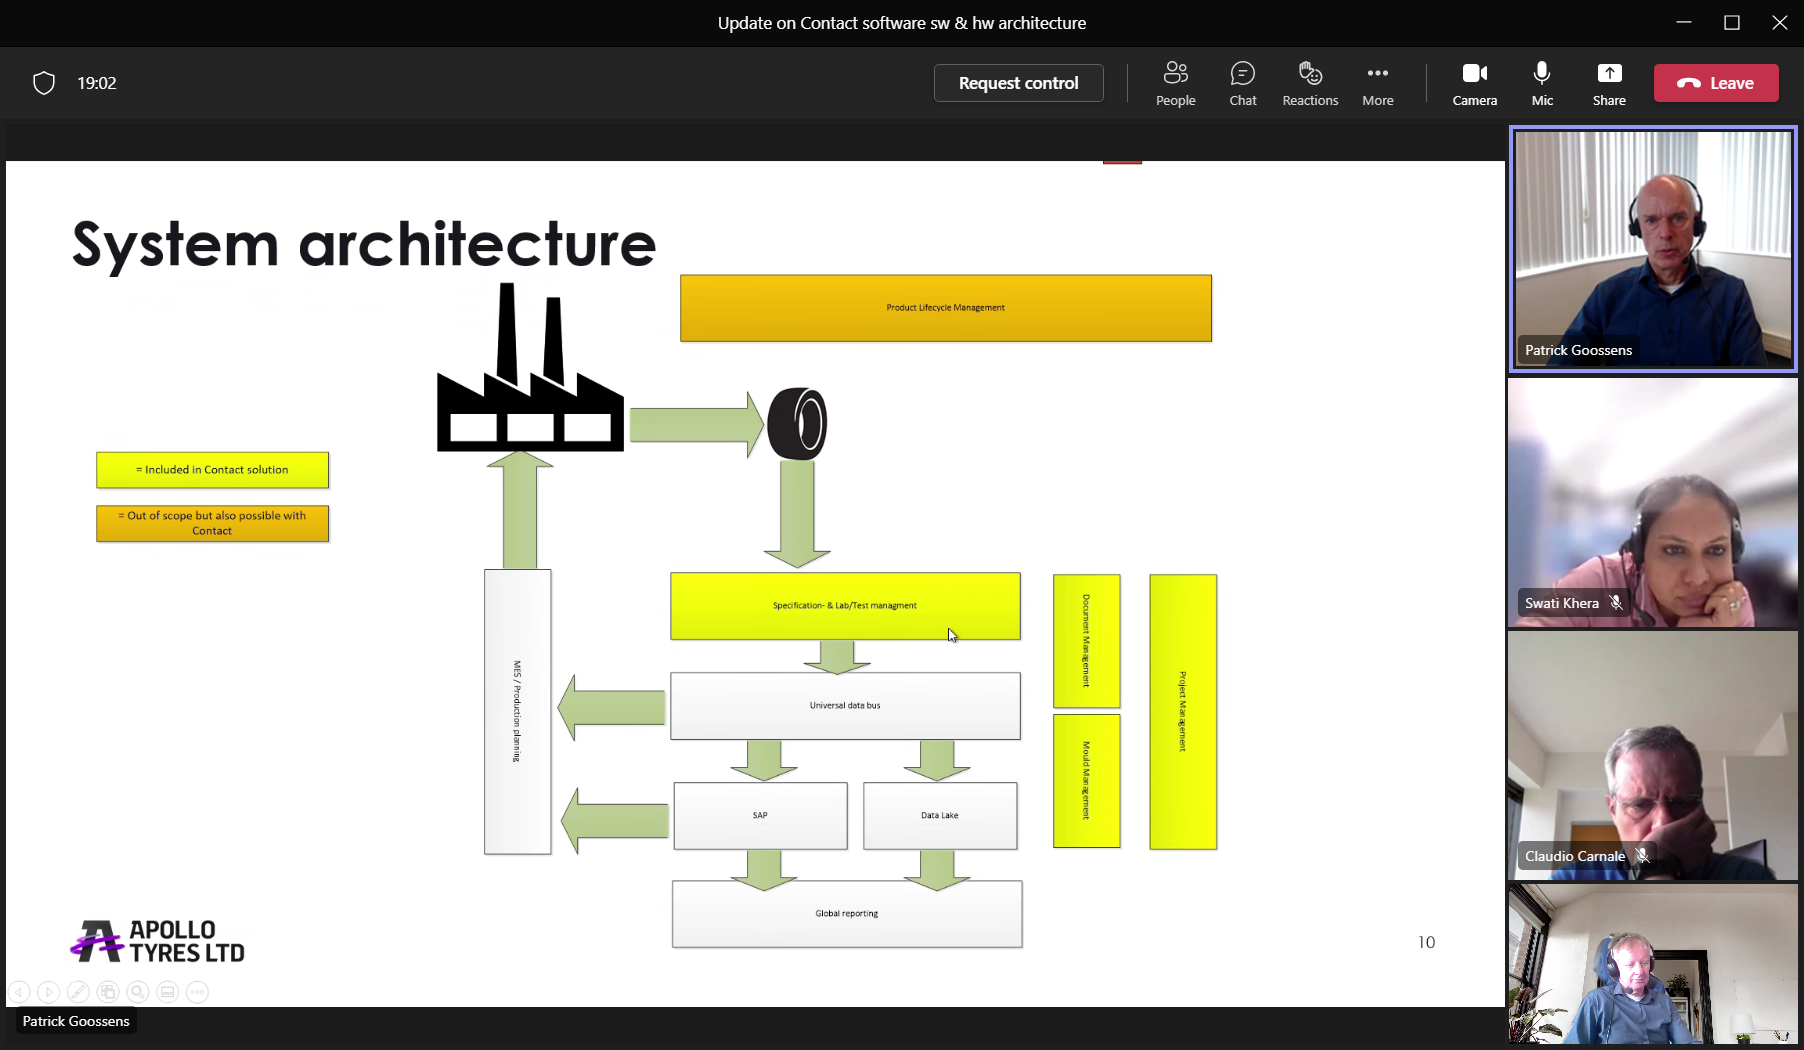 Update on Contact software sw & hw architecture
19:02
Request control
People
Chat
Reactions
More
Camera
Mic
Share
Leave
System architecture
Product Lifecycle Management
= Included in Contact solution
= Out of scope but also possible with
Contact
Specification- & Lab/Test managment
Document Management
Project Management
MES / Production planning
Universal data bus
Mould Management
SAP
Data Lake
Global reporting
APOLLO
TYRES LTD
10
Patrick Goossens
Patrick Goossens
Swati Khera
Claudio Carnale